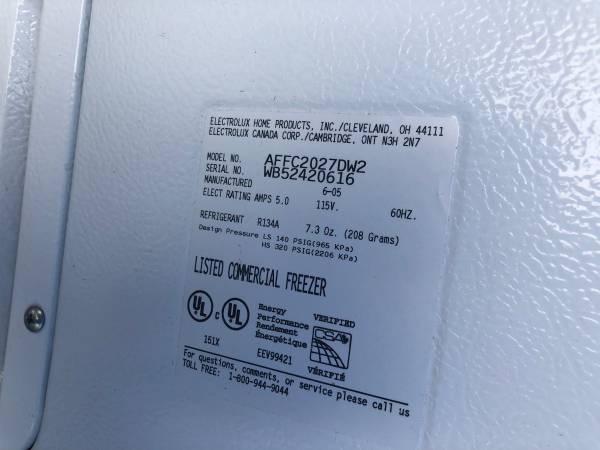 ELECTROLUX HOME PRODUCTS, INC./CLEVELAND, OH 44111
ELECTROLUX CANADA CORP./CAMBRIDGE, ONT N3H 2N7
MODEL NO. AFFC2027DW2
SERIAL NO. WB52420616
MANUFACTURED 6-05
ELECT RATING AMPS 5.0 115V. 60HZ.
REFRIGERANT R134A 7.3 Oz. (208 Grams)
Design Pressure LS 140 PSIG(965 KPa)
HS 320 PSIG(2206 KPa)
LISTED COMMERCIAL FREEZER
UL c UL
151X
Energy
Performance
Rendement
Énergétique
EEV99421
VERIFIED
CSA
VÉRIFIÉ
For questions, comments, or service please call us
TOLL FREE: 1-800-944-9044